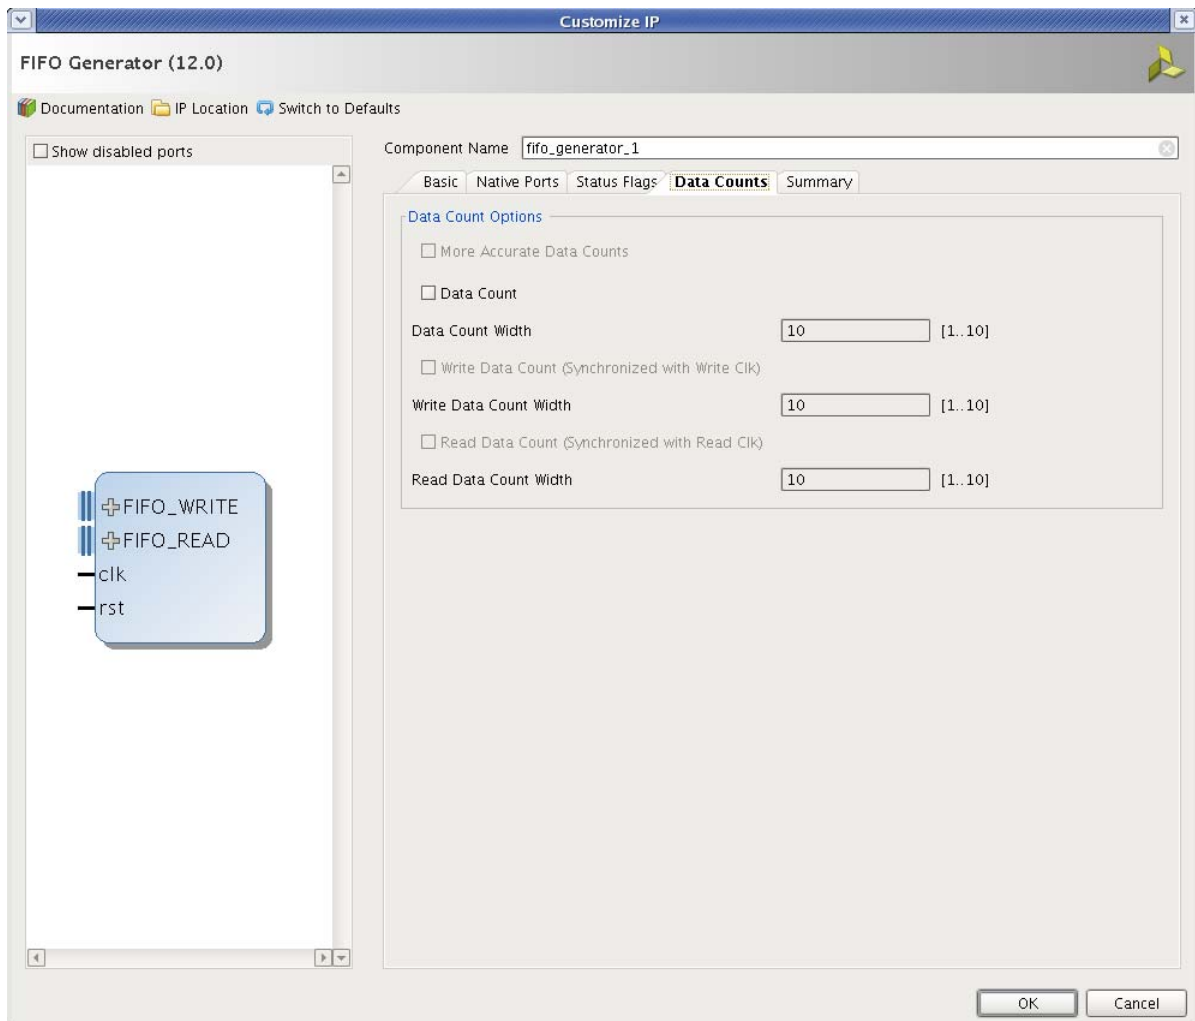 Customize IP
FIFO Generator (12.0)
Documentation IP Location Switch to Defaults
Show disabled ports
FIFO_WRITE
FIFO_READ
clk
rst
Component Name fifo_generator_1
Basic Native Ports Status Flags Data Counts Summary
Data Count Options
More Accurate Data Counts
Data Count
Data Count Width 10 [1..10]
Write Data Count (Synchronized with Write Clk)
Write Data Count Width 10 [1..10]
Read Data Count (Synchronized with Read Clk)
Read Data Count Width 10 [1..10]
OK Cancel